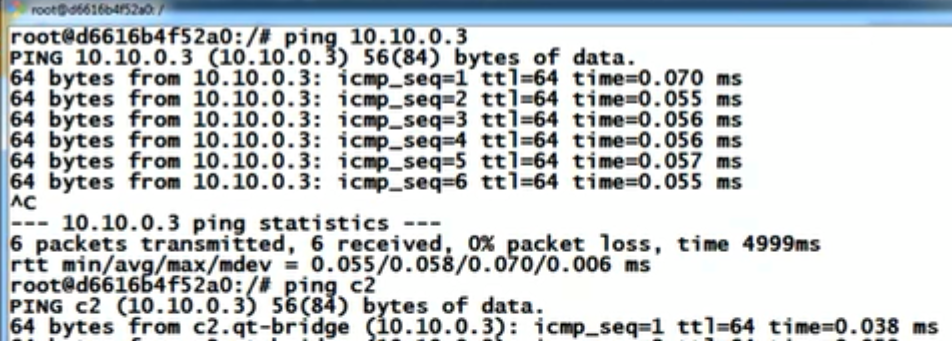 root@d6616b4f52a0: /
root@d6616b4f52a0:/# ping 10.10.0.3
PING 10.10.0.3 (10.10.0.3) 56(84) bytes of data.
64 bytes from 10.10.0.3: icmp_seq=1 ttl=64 time=0.070 ms
64 bytes from 10.10.0.3: icmp_seq=2 ttl=64 time=0.055 ms
64 bytes from 10.10.0.3: icmp_seq=3 ttl=64 time=0.056 ms
64 bytes from 10.10.0.3: icmp_seq=4 ttl=64 time=0.056 ms
64 bytes from 10.10.0.3: icmp_seq=5 ttl=64 time=0.057 ms
64 bytes from 10.10.0.3: icmp_seq=6 ttl=64 time=0.055 ms
^C
--- 10.10.0.3 ping statistics ---
6 packets transmitted, 6 received, 0% packet loss, time 4999ms
rtt min/avg/max/mdev = 0.055/0.058/0.070/0.006 ms
root@d6616b4f52a0:/# ping c2
PING c2 (10.10.0.3) 56(84) bytes of data.
64 bytes from c2.qt-bridge (10.10.0.3): icmp_seq=1 ttl=64 time=0.038 ms